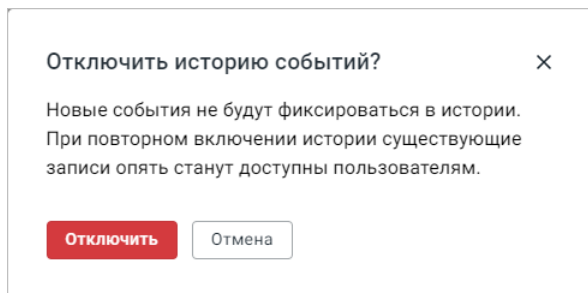 Отключить историю событий?
Новые события не будут фиксироваться в истории.
При повторном включении истории существующие
записи опять станут доступны пользователям.
Отключить
Отмена